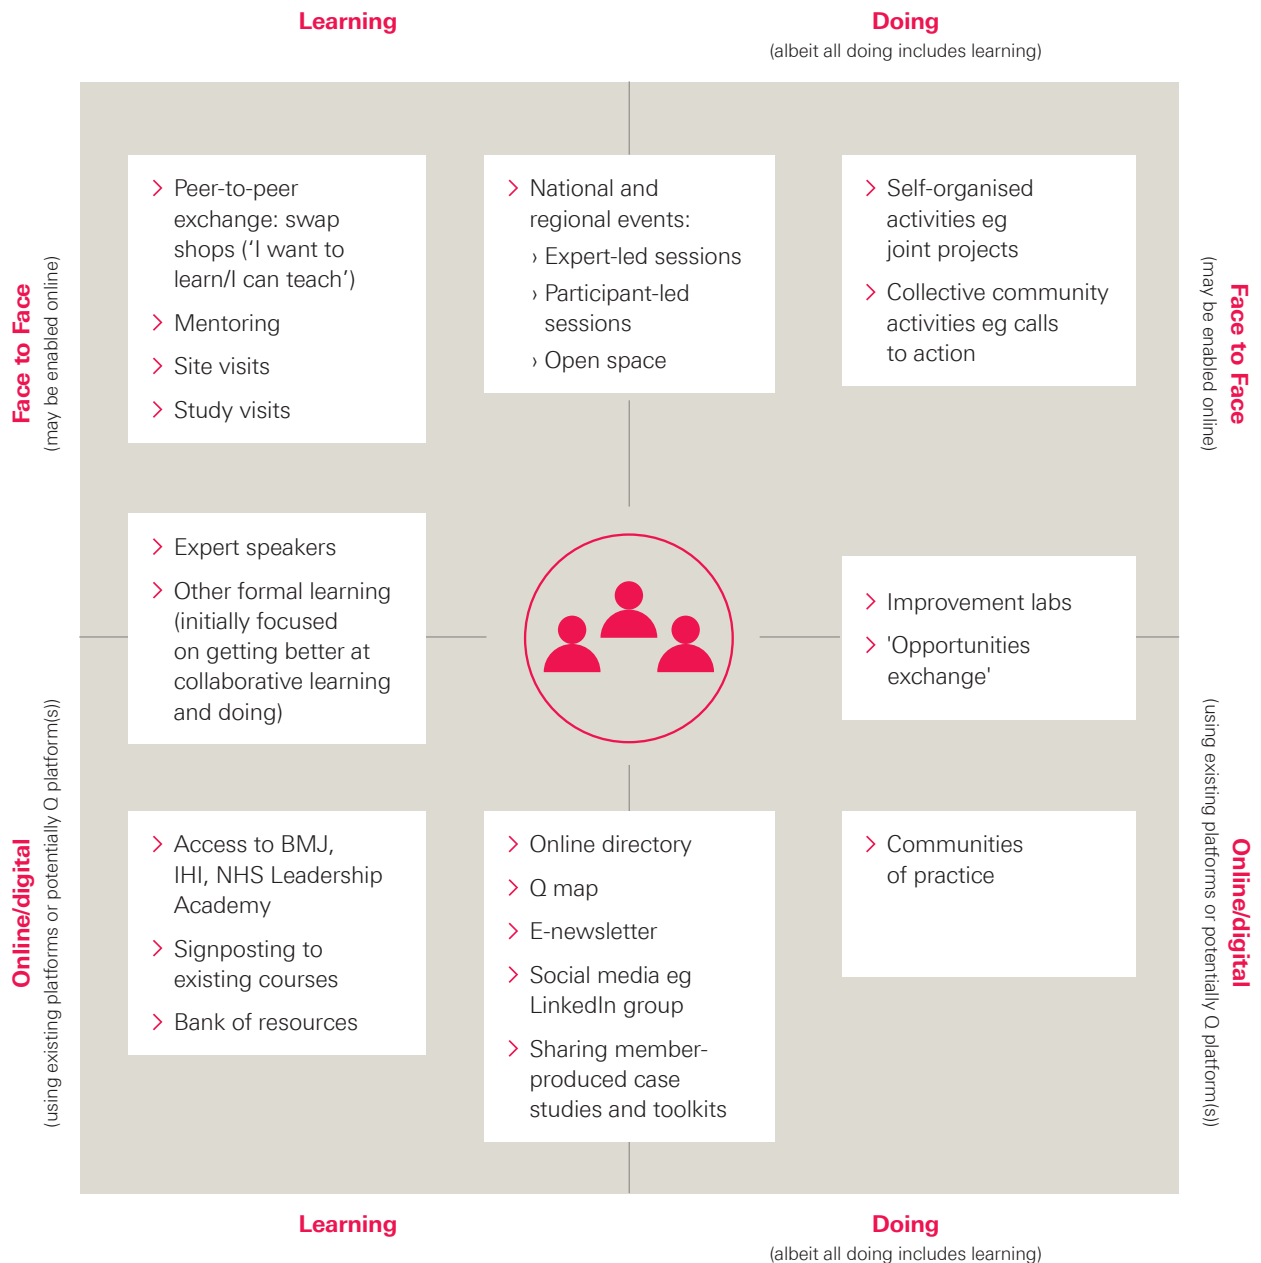 Learning
Doing
(albeit all doing includes learning)
Face to Face
(may be enabled online)
> Peer-to-peer
exchange: swap
shops (‘I want to
learn/I can teach’)
> Mentoring
> Site visits
> Study visits
> National and
regional events:
› Expert-led sessions
› Participant-led
sessions
› Open space
> Self-organised
activities eg
joint projects
> Collective community
activities eg calls
to action
(may be enabled online)
Face to Face
> Expert speakers
> Other formal learning
(initially focused
on getting better at
collaborative learning
and doing)
> Improvement labs
> 'Opportunities
exchange'
Online/digital
(using existing platforms or potentially Q platform(s))
> Access to BMJ,
IHI, NHS Leadership
Academy
> Signposting to
existing courses
> Bank of resources
> Online directory
> Q map
> E-newsletter
> Social media eg
LinkedIn group
> Sharing member-
produced case
studies and toolkits
> Communities
of practice
(using existing platforms or potentially Q platform(s))
Online/digital
Learning
Doing
(albeit all doing includes learning)